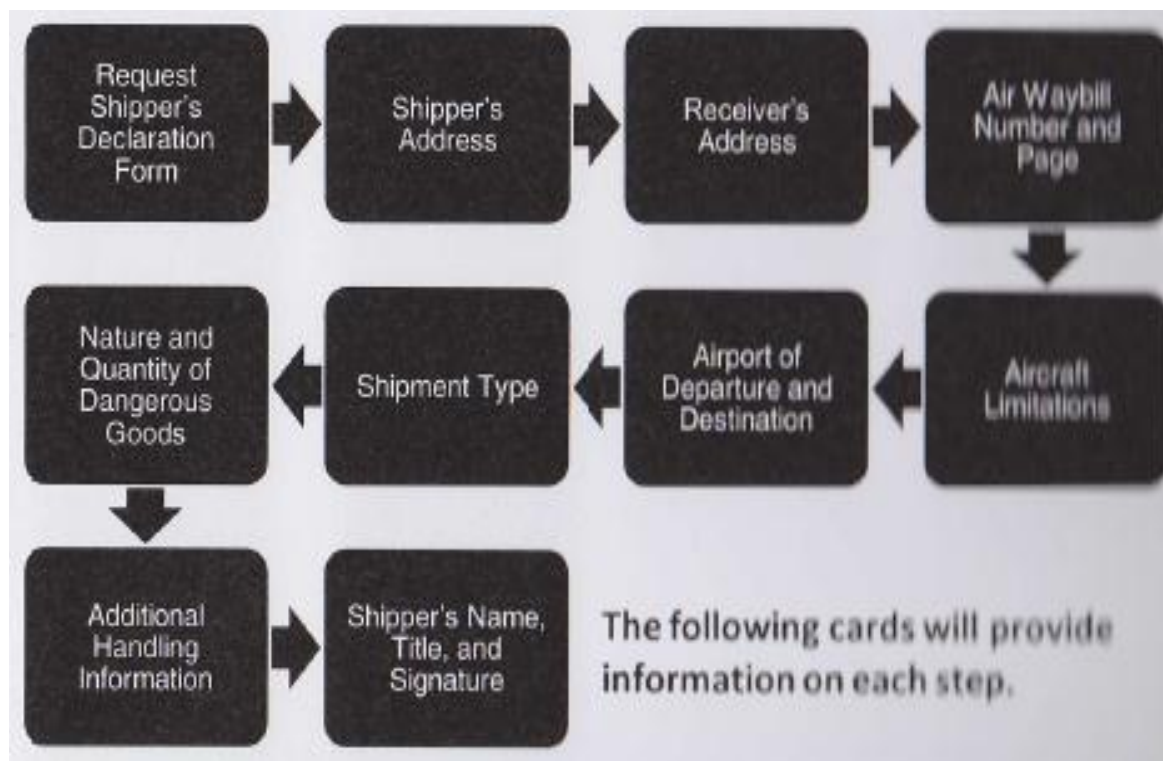 Request
Shipper's
Declaration
Form
Shipper's
Address
Receiver's
Address
Air Waybill
Number and
Page
Aircraft
Limitations
Airport of
Departure and
Destination
Shipment Type
Nature and
Quantity of
Dangerous
Goods
Additional
Handling
Information
Shipper's Name,
Title, and
Signature
The following cards will provide
information on each step.